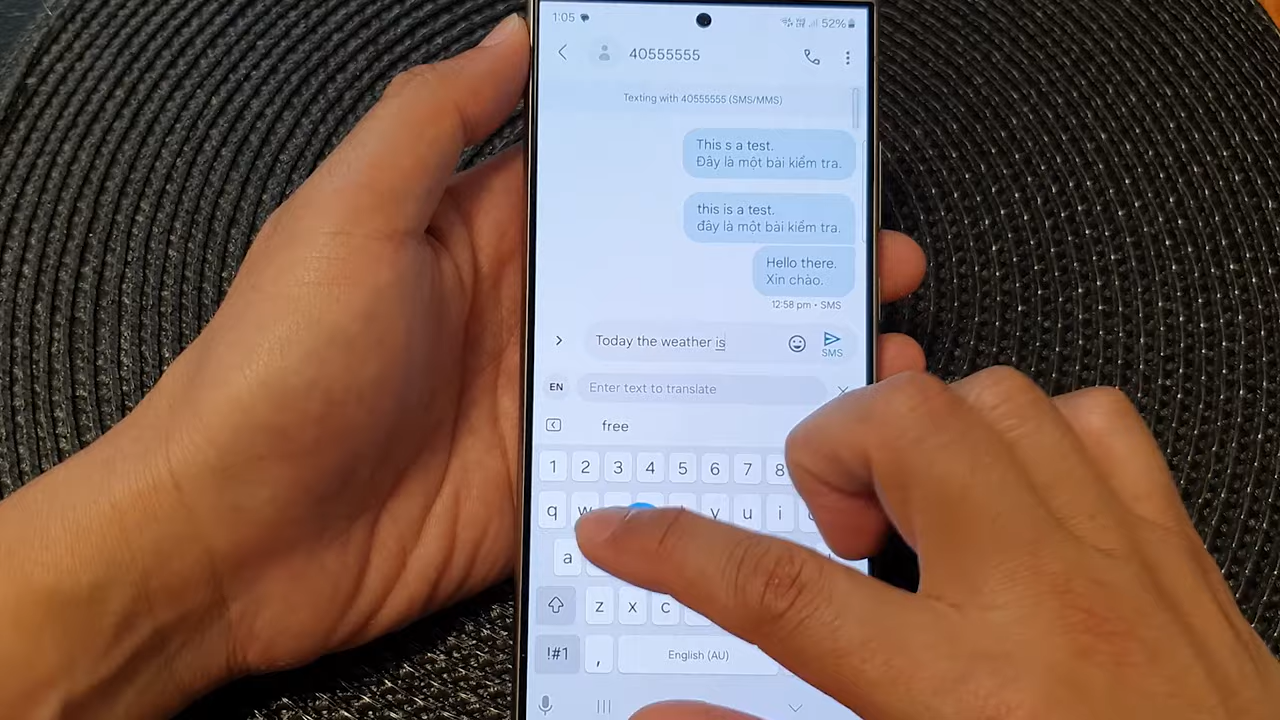 1:05 52%
40555555
Texting with 40555555 (SMS/MMS)
This s a test.
Đây là một bài kiểm tra.
this is a test.
đây là một bài kiểm tra.
Hello there.
Xin chào.
12:58 pm • SMS
Today the weather is
SMS
EN Enter text to translate
free
1 2 3 4 5 6 7 8
q w y u i
a
z x c
!#1 , English (AU)